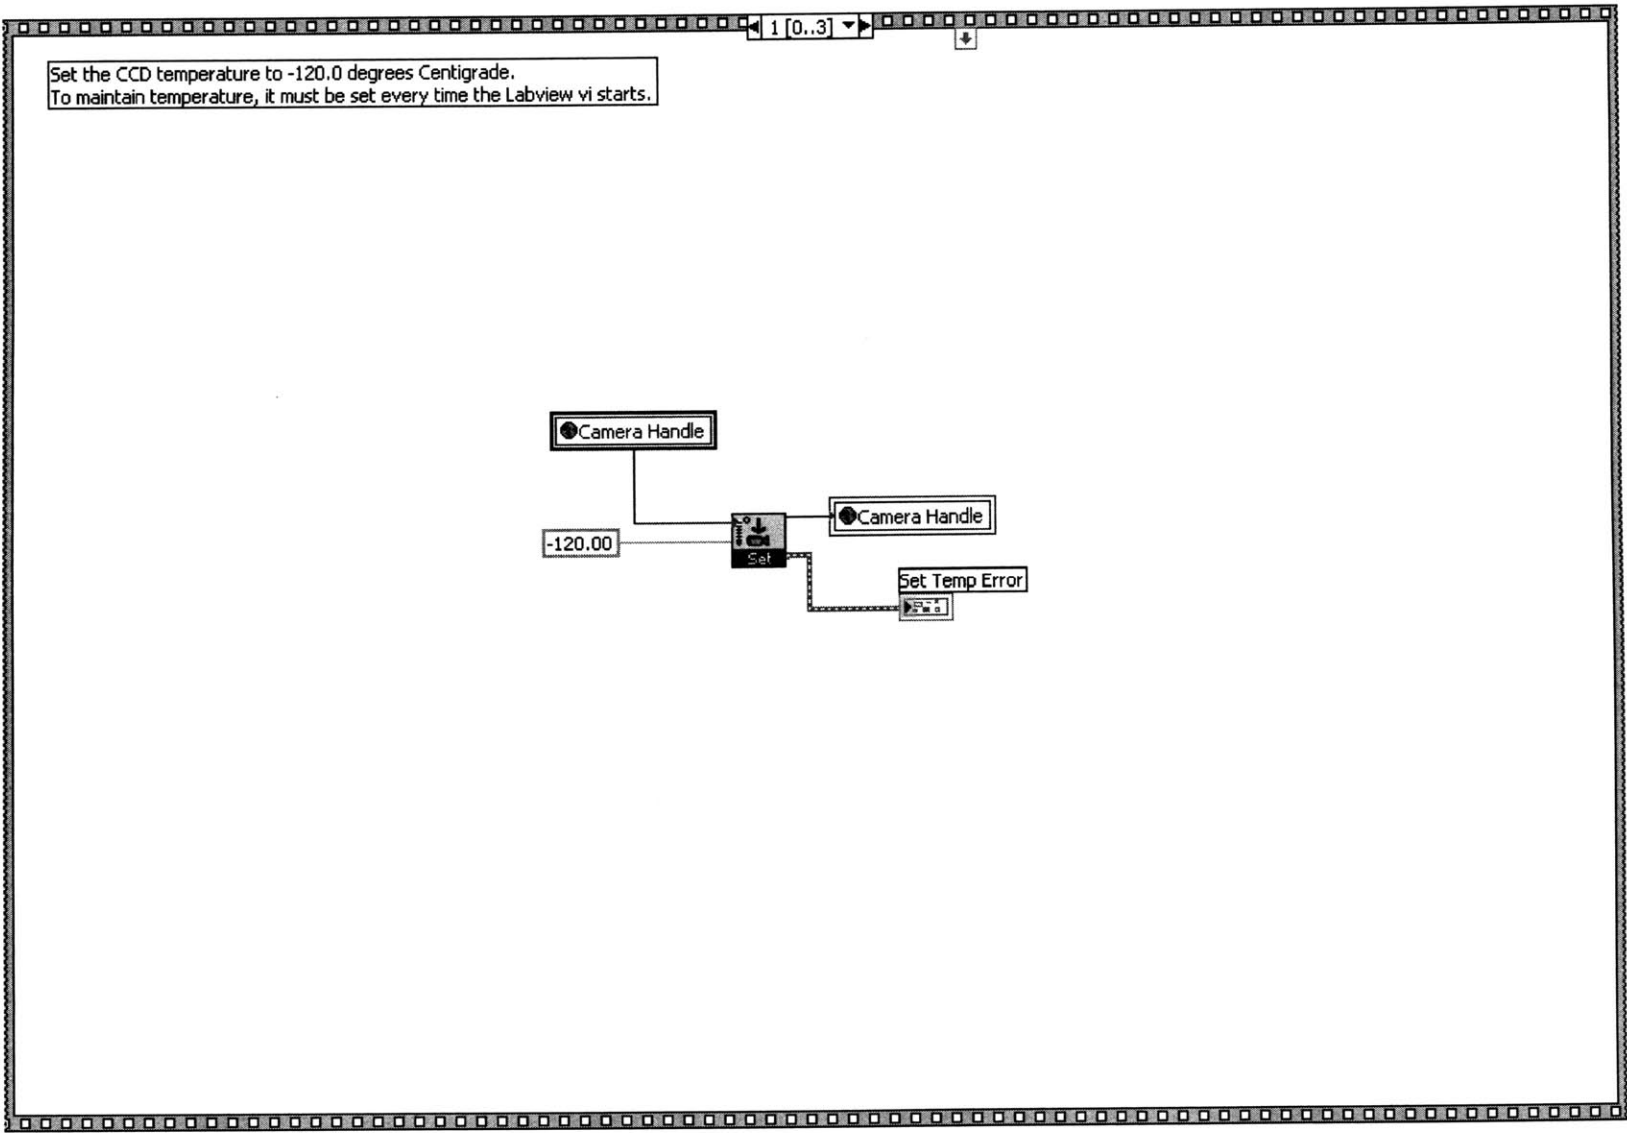 1 [0..3]
Set the CCD temperature to -120.0 degrees Centigrade.
To maintain temperature, it must be set every time the Labview vi starts.
Camera Handle
Camera Handle
-120.00
Set
Set Temp Error